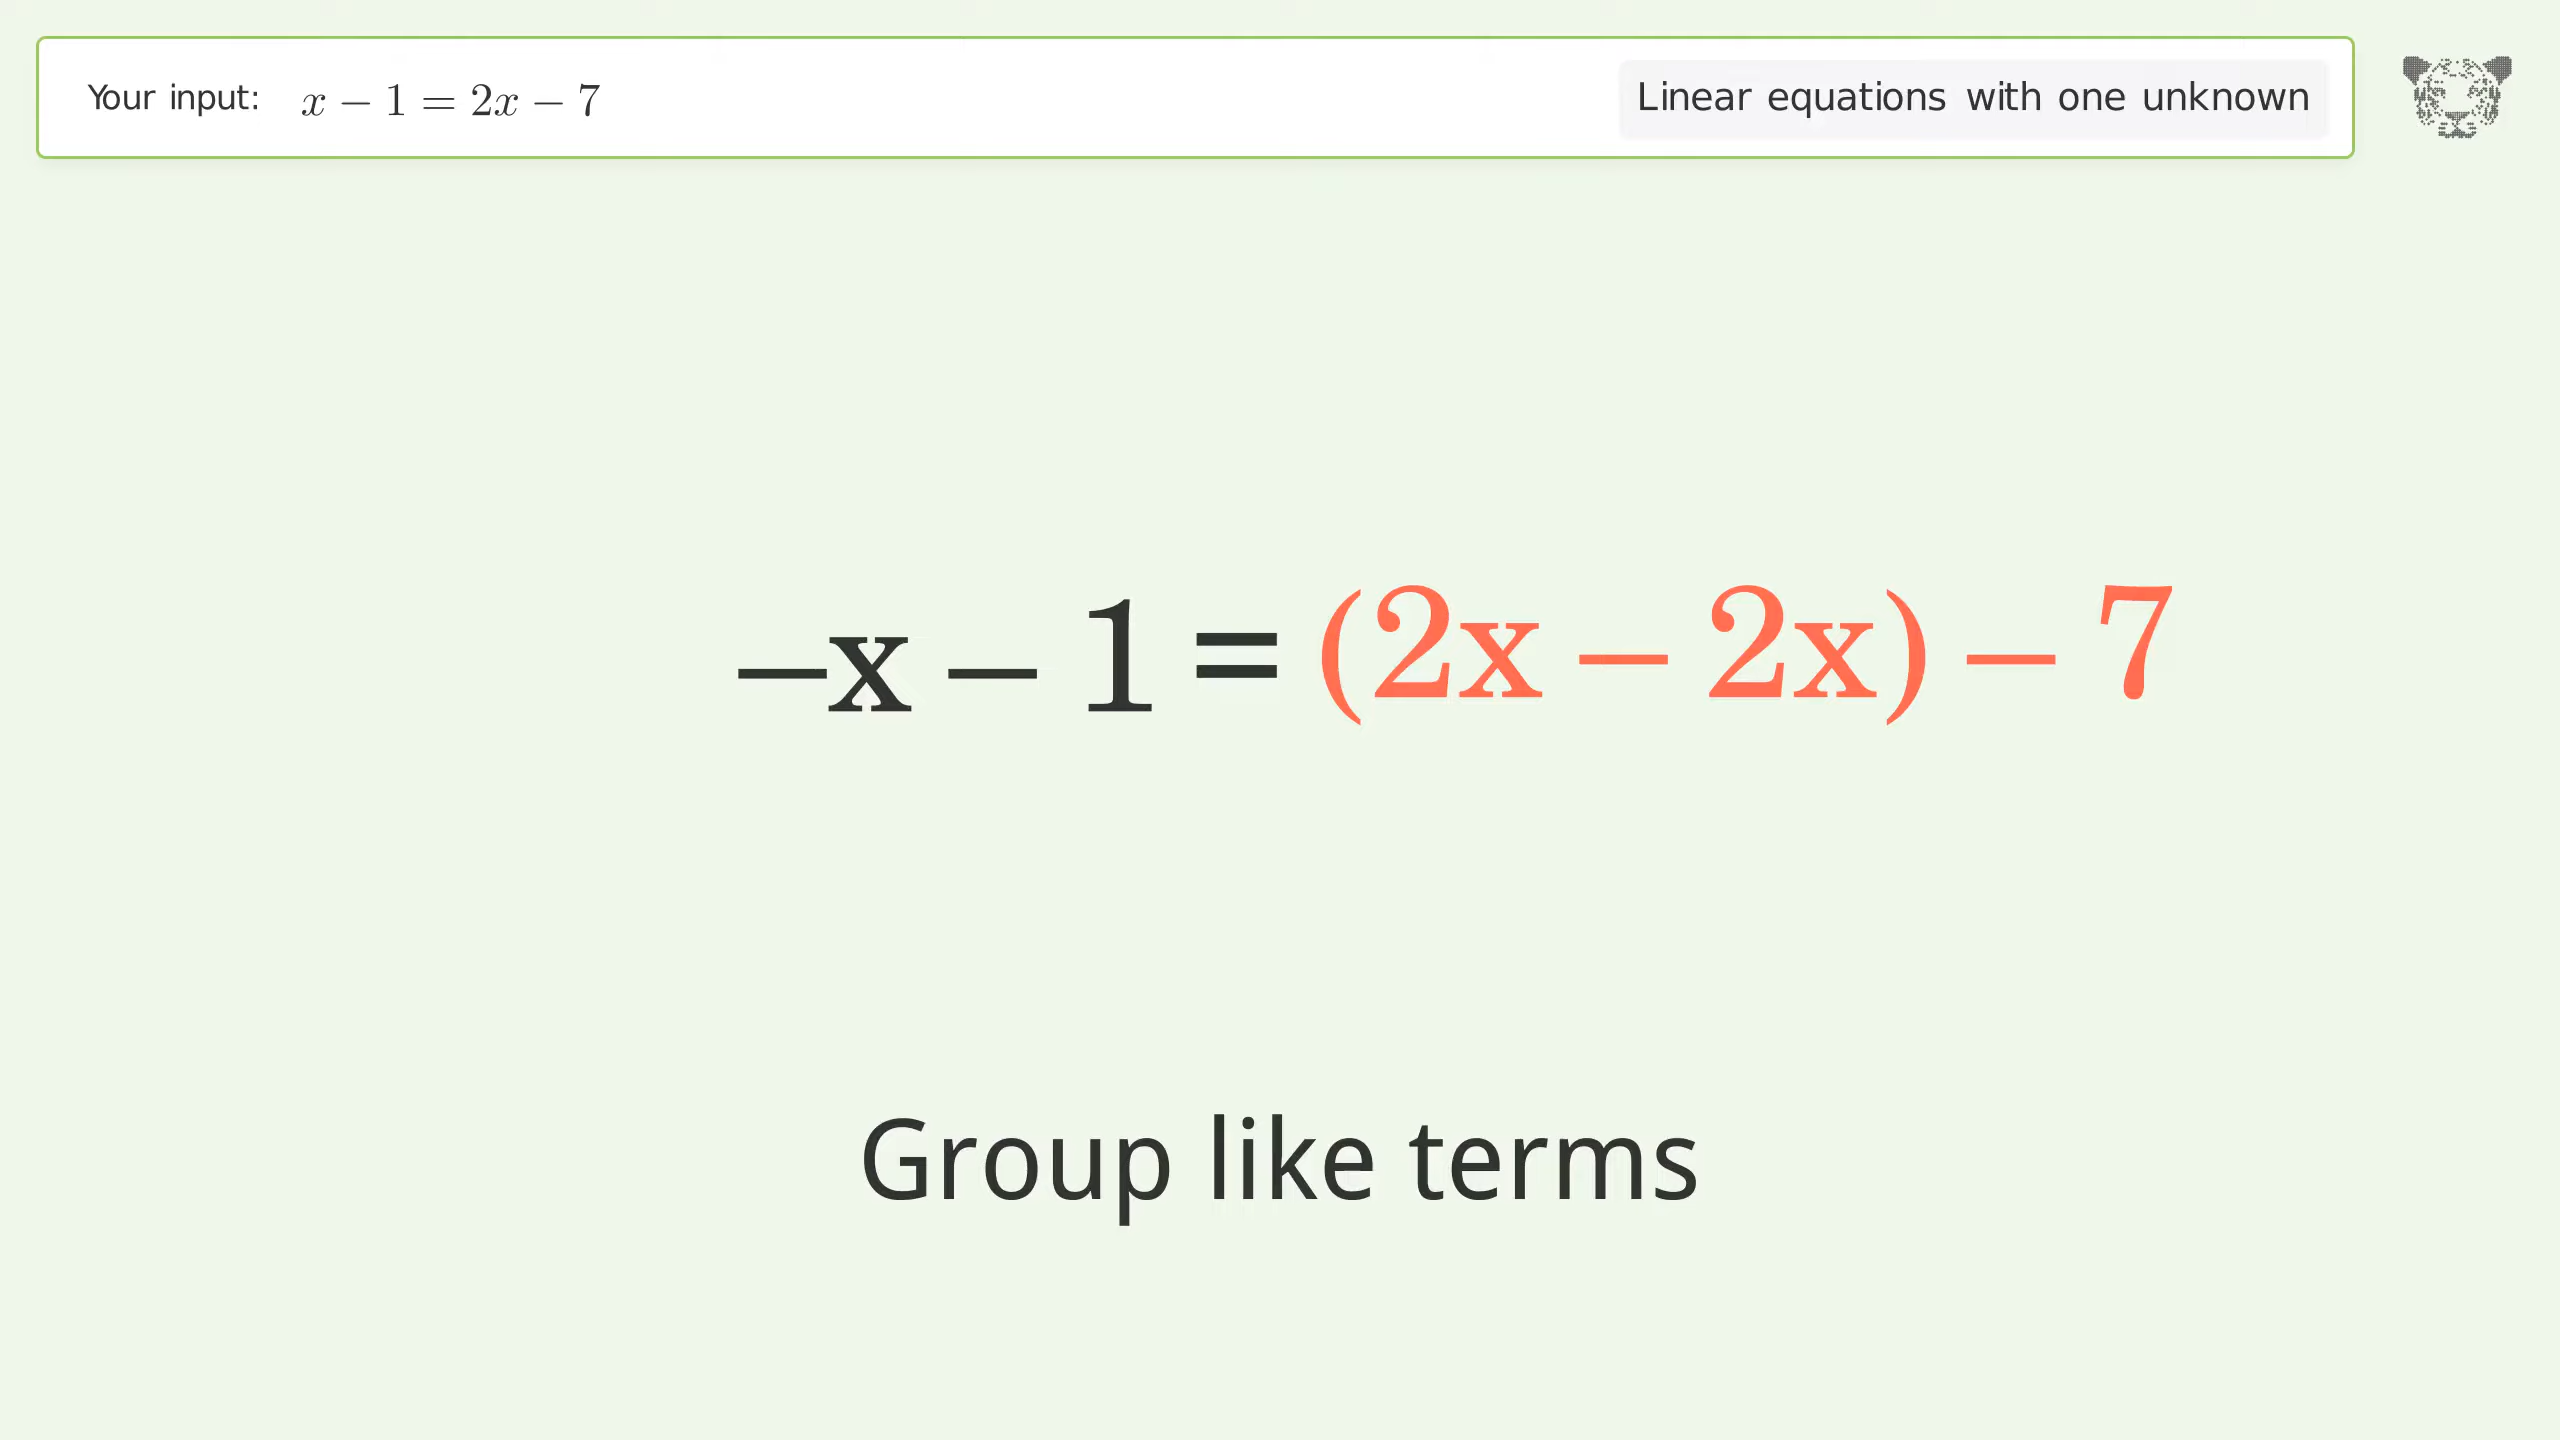 Your input: x − 1 = 2x − 7
Linear equations with one unknown
−x − 1 = (2x − 2x) − 7
Group like terms